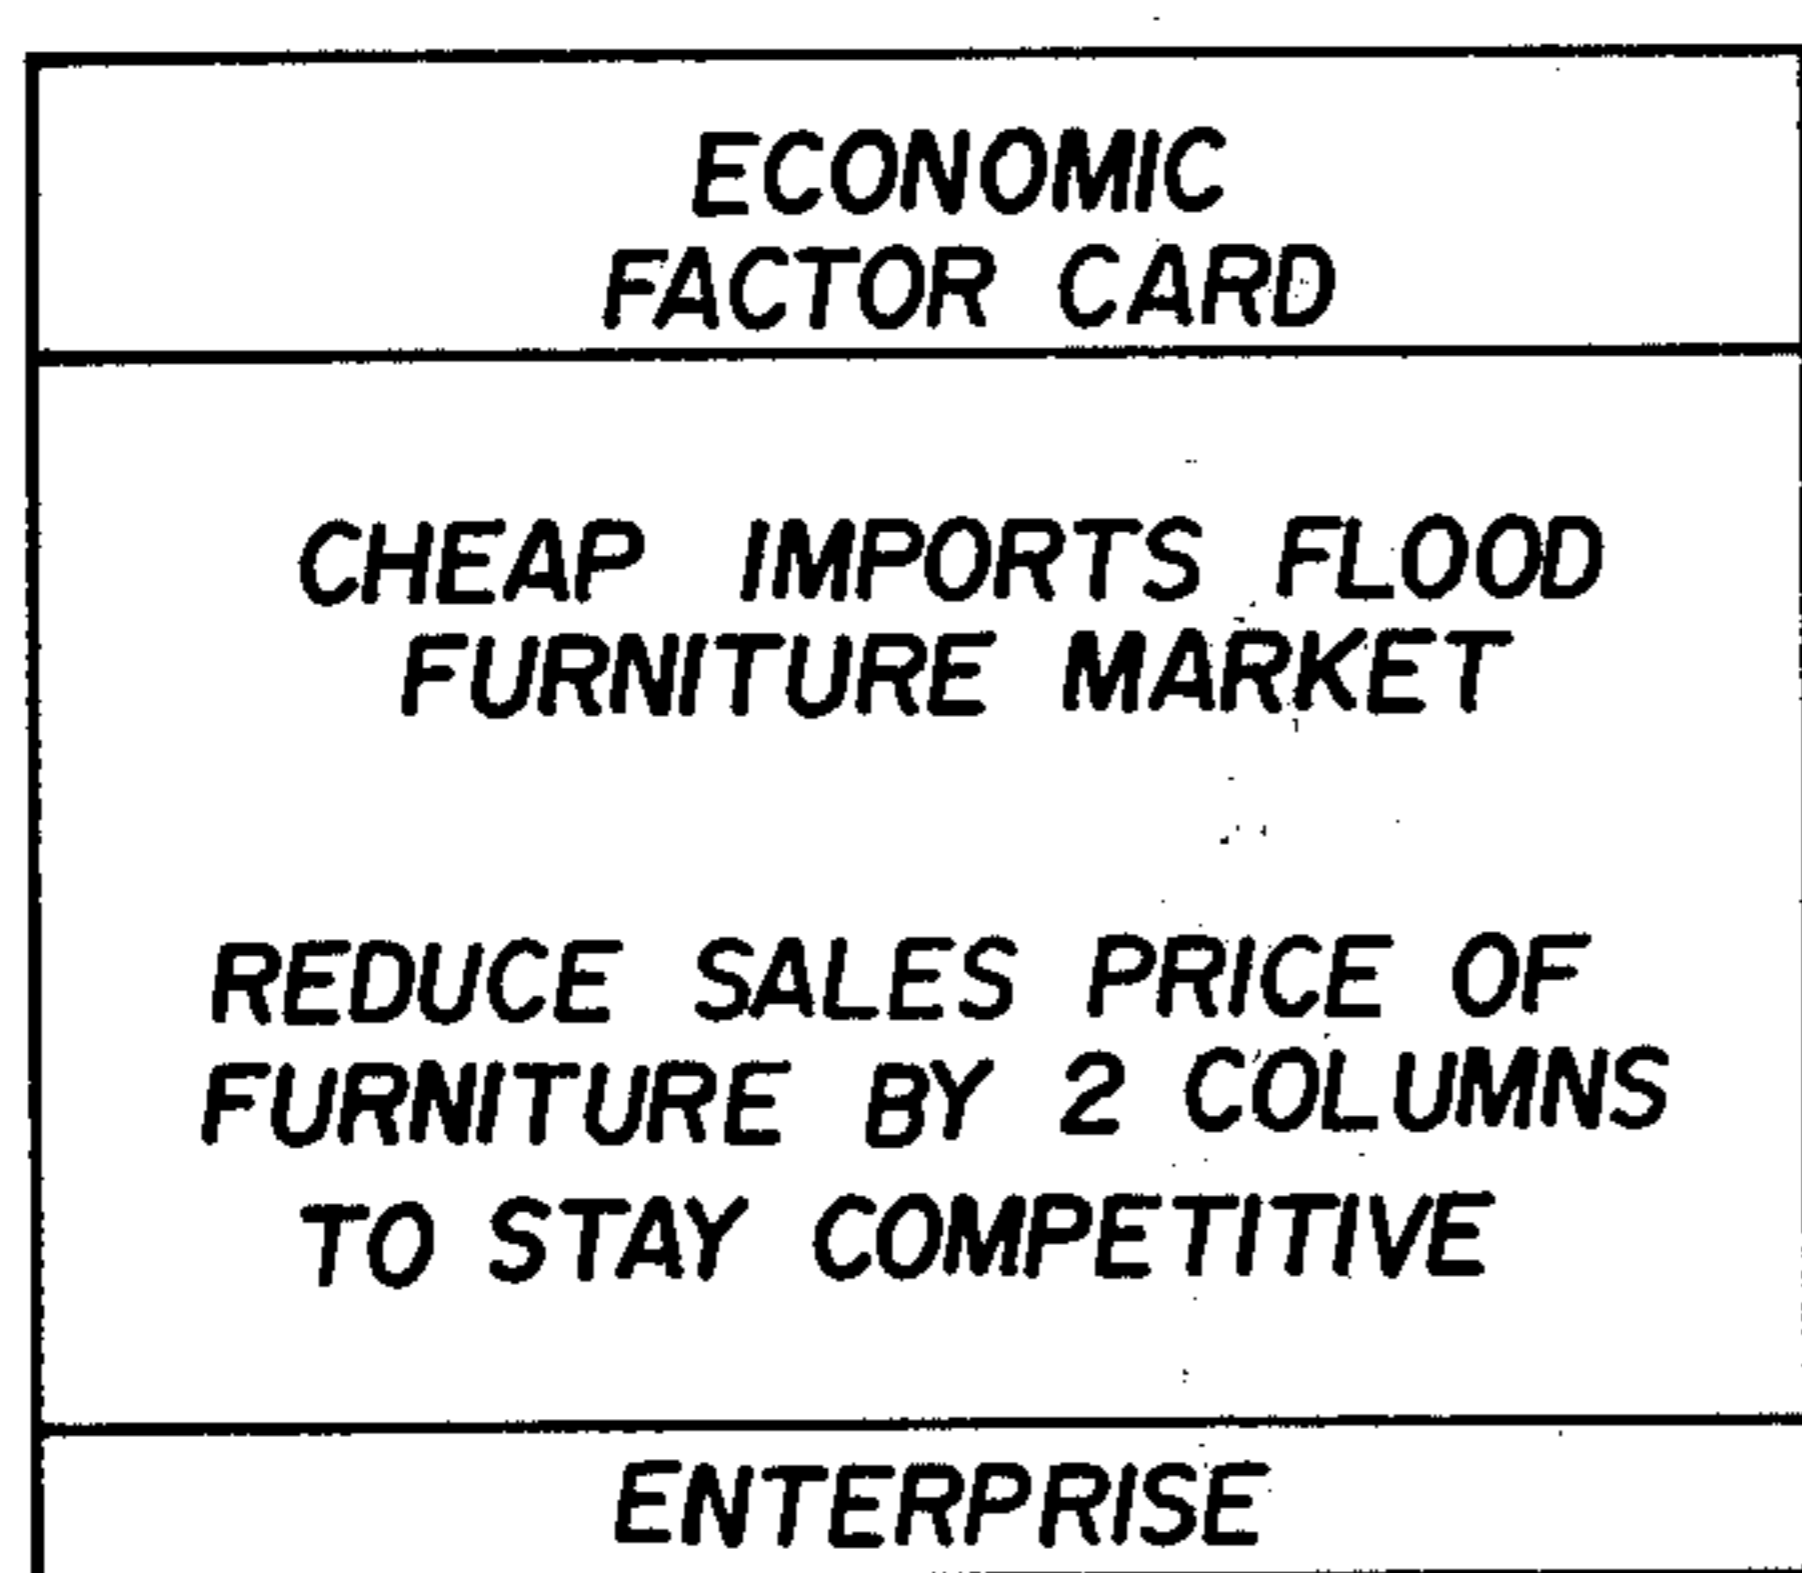 ECONOMIC
FACTOR CARD
CHEAP IMPORTS FLOOD
FURNITURE MARKET
REDUCE SALES PRICE OF
FURNITURE BY 2 COLUMNS
TO STAY COMPETITIVE
ENTERPRISE